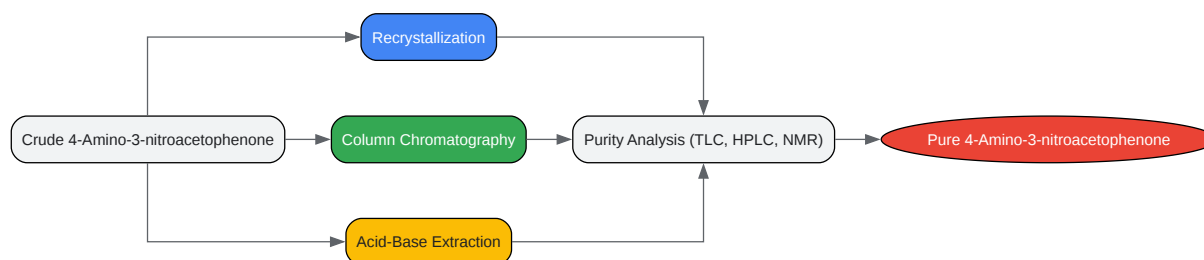 Recrystallization
Crude 4-Amino-3-nitroacetophenone
Column Chromatography
Purity Analysis (TLC, HPLC, NMR)
Pure 4-Amino-3-nitroacetophenone
Acid-Base Extraction